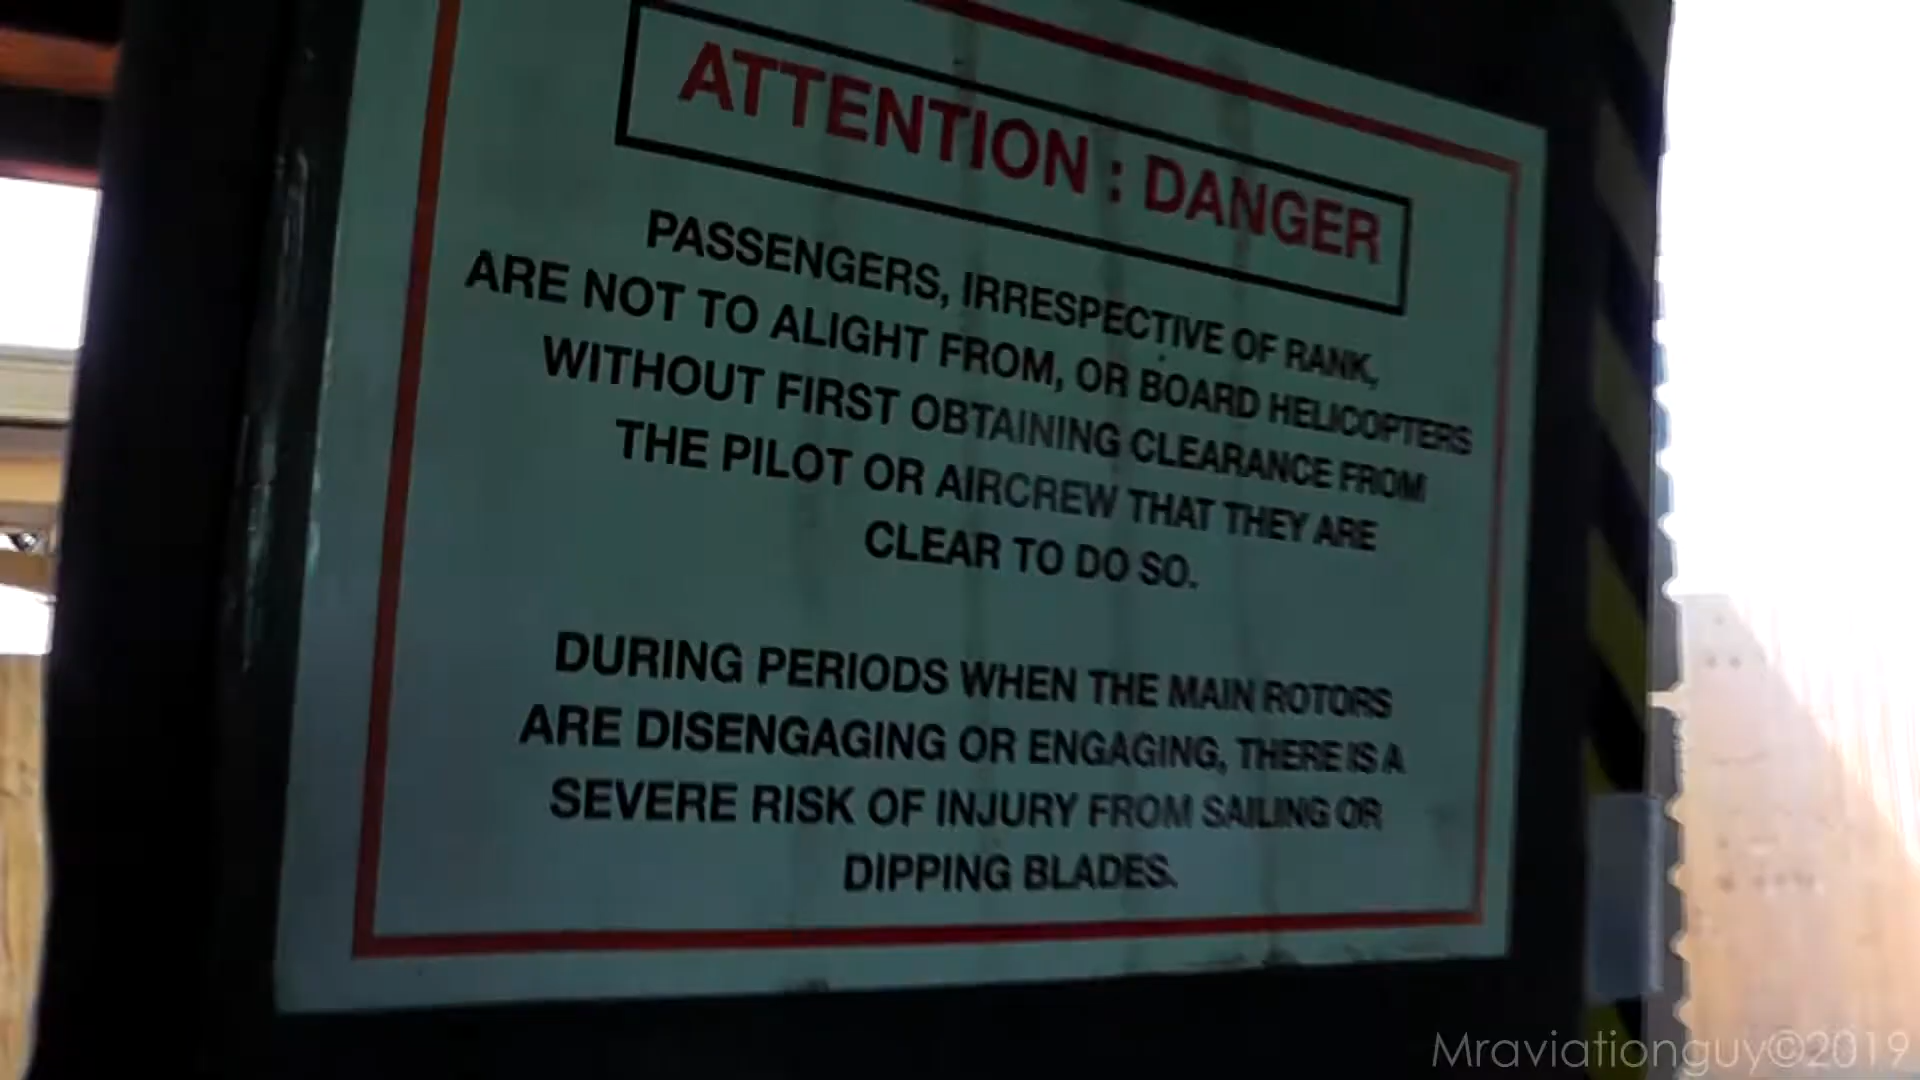 ATTENTION : DANGER
PASSENGERS, IRRESPECTIVE OF RANK,
ARE NOT TO ALIGHT FROM, OR BOARD HELICOPTERS
WITHOUT FIRST OBTAINING CLEARANCE FROM
THE PILOT OR AIRCREW THAT THEY ARE
CLEAR TO DO SO.
DURING PERIODS WHEN THE MAIN ROTORS
ARE DISENGAGING OR ENGAGING, THERE IS A
SEVERE RISK OF INJURY FROM SAILING OR
DIPPING BLADES.
Mraviationguy©2019